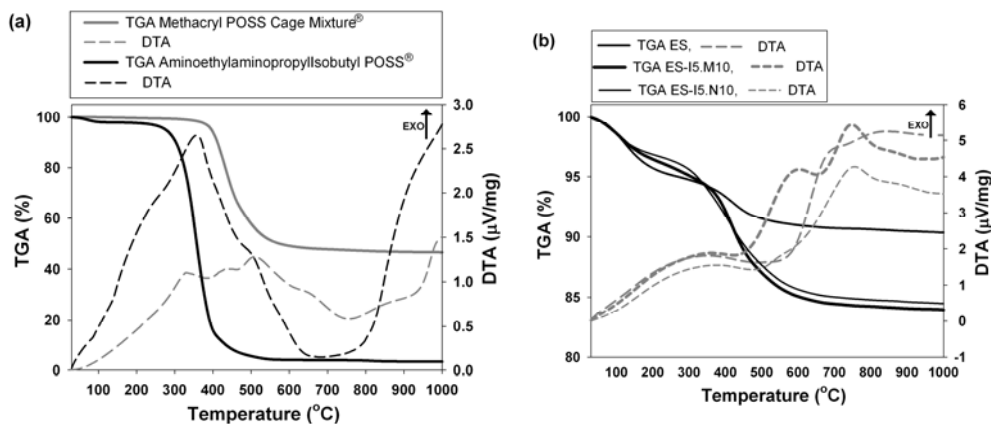 (a)
TGA Methacryl POSS Cage Mixture®
DTA
TGA AminoethylaminopropylIsobutyl POSS®
DTA
TGA (%)
100
80
60
40
20
0
EXO
3.0
2.5
2.0
1.5
1.0
0.5
0.0
DTA (µV/mg)
100 200 300 400 500 600 700 800 900 1000
Temperature (°C)
(b)
TGA ES, DTA
TGA ES-I5.M10, DTA
TGA ES-I5.N10, DTA
TGA (%)
100
95
90
85
80
EXO
6
5
4
3
2
1
0
-1
DTA (µV/mg)
100 200 300 400 500 600 700 800 900 1000
Temperature (°C)